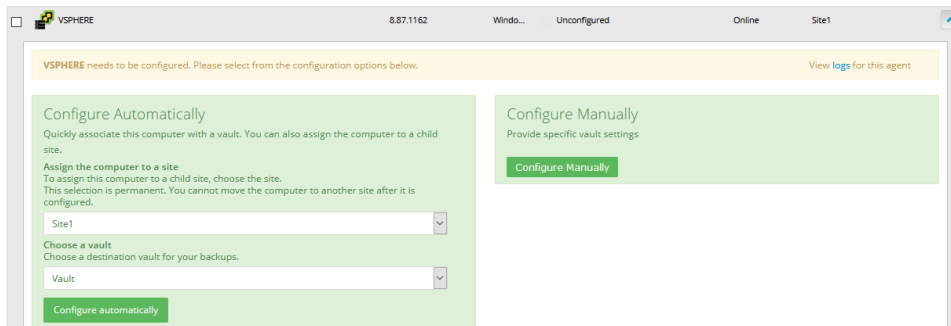 VSPHERE 8.87.1162 Windo... Unconfigured Online Site1
VSPHERE needs to be configured. Please select from the configuration options below. View logs for this agent
Configure Automatically
Quickly associate this computer with a vault. You can also assign the computer to a child
site.
Assign the computer to a site
To assign this computer to a child site, choose the site.
This selection is permanent. You cannot move the computer to another site after it is
configured.
Site1
Choose a vault
Choose a destination vault for your backups.
Vault
Configure automatically
Configure Manually
Provide specific vault settings
Configure Manually